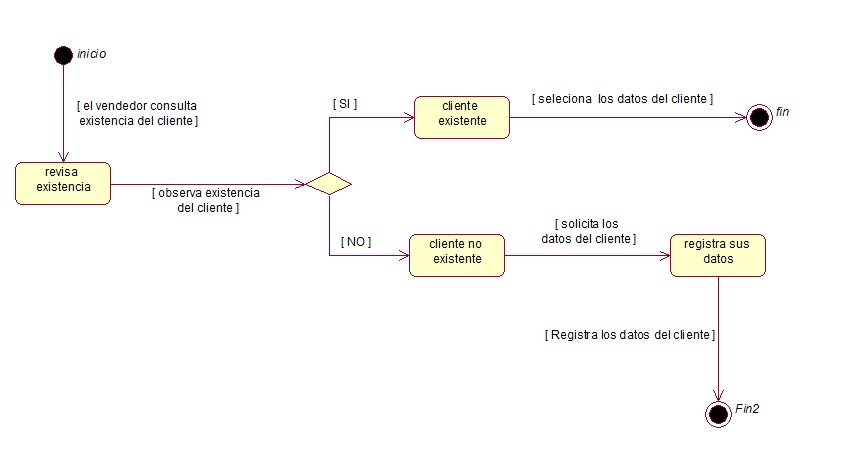 inicio
[ el vendedor consulta
existencia del cliente ]
revisa
existencia
[ observa existencia
del cliente ]
[ SI ]
cliente
existente
[ seleciona los datos del cliente ]
fin
[ NO ]
cliente no
existente
[ solicita los
datos del cliente ]
registra sus
datos
[ Registra los datos del cliente ]
Fin2